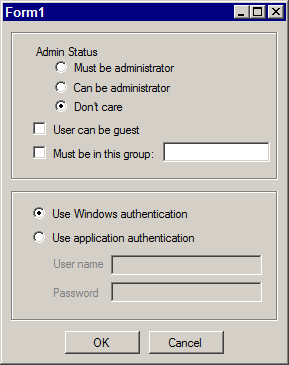 Form1
Admin Status
Must be administrator
Can be administrator
Don't care
User can be guest
Must be in this group:
Use Windows authentication
Use application authentication
User name
Password
OK Cancel